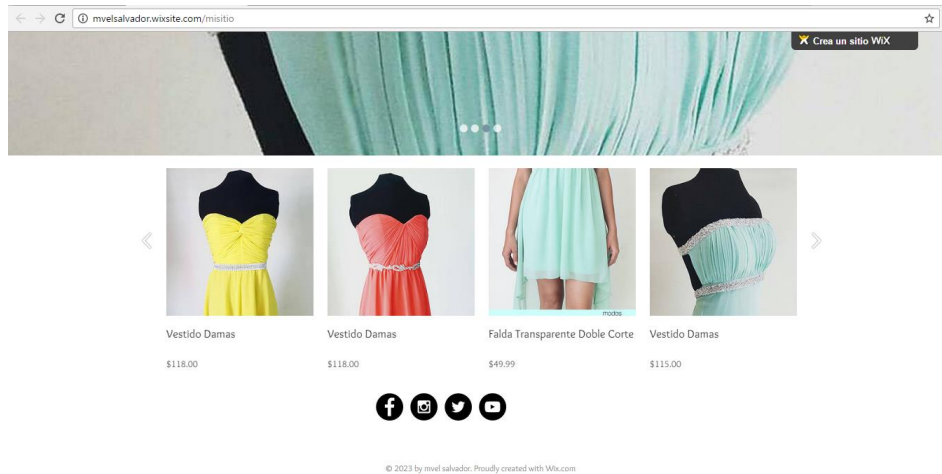 mvelsalvador.wixsite.com/misitio
Crea un sitio WiX
modas
Vestido Damas
Vestido Damas
Falda Transparente Doble Corte
Vestido Damas
$118.00
$118.00
$49.99
$115.00
© 2023 by mvel salvador. Proudly created with Wix.com